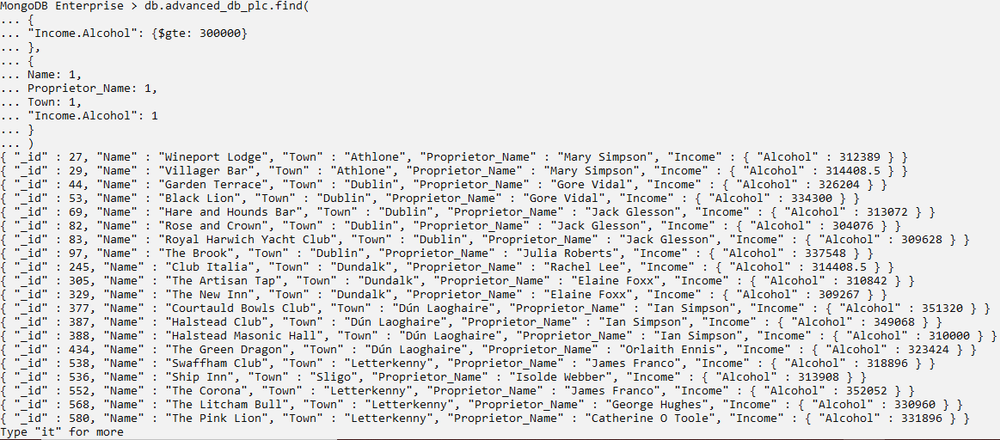 MongoDB Enterprise > db.advanced_db_plc.find(
... {
... "Income.Alcohol": {$gte: 300000}
... },
... {
... Name: 1,
... Proprietor_Name: 1,
... Town: 1,
... "Income.Alcohol": 1
... }
... )
{ "_id" : 27, "Name" : "Wineport Lodge", "Town" : "Athlone", "Proprietor_Name" : "Mary Simpson", "Income" : { "Alcohol" : 312389 } }
{ "_id" : 29, "Name" : "Villager Bar", "Town" : "Athlone", "Proprietor_Name" : "Mary Simpson", "Income" : { "Alcohol" : 314408.5 } }
{ "_id" : 44, "Name" : "Garden Terrace", "Town" : "Dublin", "Proprietor_Name" : "Gore Vidal", "Income" : { "Alcohol" : 326204 } }
{ "_id" : 53, "Name" : "Black Lion", "Town" : "Dublin", "Proprietor_Name" : "Gore Vidal", "Income" : { "Alcohol" : 334300 } }
{ "_id" : 69, "Name" : "Hare and Hounds Bar", "Town" : "Dublin", "Proprietor_Name" : "Jack Glesson", "Income" : { "Alcohol" : 313072 } }
{ "_id" : 82, "Name" : "Rose and Crown", "Town" : "Dublin", "Proprietor_Name" : "Jack Glesson", "Income" : { "Alcohol" : 304076 } }
{ "_id" : 83, "Name" : "Royal Harwich Yacht Club", "Town" : "Dublin", "Proprietor_Name" : "Jack Glesson", "Income" : { "Alcohol" : 309628 } }
{ "_id" : 97, "Name" : "The Brook", "Town" : "Dublin", "Proprietor_Name" : "Julia Roberts", "Income" : { "Alcohol" : 337548 } }
{ "_id" : 245, "Name" : "Club Italia", "Town" : "Dundalk", "Proprietor_Name" : "Rachel Lee", "Income" : { "Alcohol" : 314408.5 } }
{ "_id" : 305, "Name" : "The Artisan Tap", "Town" : "Dundalk", "Proprietor_Name" : "Elaine Foxx", "Income" : { "Alcohol" : 310842 } }
{ "_id" : 329, "Name" : "The New Inn", "Town" : "Dundalk", "Proprietor_Name" : "Elaine Foxx", "Income" : { "Alcohol" : 309267 } }
{ "_id" : 377, "Name" : "Courtauld Bowls Club", "Town" : "Dún Laoghaire", "Proprietor_Name" : "Ian Simpson", "Income" : { "Alcohol" : 351320 } }
{ "_id" : 387, "Name" : "Halstead Club", "Town" : "Dún Laoghaire", "Proprietor_Name" : "Ian Simpson", "Income" : { "Alcohol" : 349068 } }
{ "_id" : 388, "Name" : "Halstead Masonic Hall", "Town" : "Dún Laoghaire", "Proprietor_Name" : "Ian Simpson", "Income" : { "Alcohol" : 310000 } }
{ "_id" : 434, "Name" : "The Green Dragon", "Town" : "Dún Laoghaire", "Proprietor_Name" : "Orlaith Ennis", "Income" : { "Alcohol" : 323424 } }
{ "_id" : 538, "Name" : "Swaffham Club", "Town" : "Letterkenny", "Proprietor_Name" : "James Franco", "Income" : { "Alcohol" : 318896 } }
{ "_id" : 536, "Name" : "Ship Inn", "Town" : "Sligo", "Proprietor_Name" : "Isolde Webber", "Income" : { "Alcohol" : 313908 } }
{ "_id" : 552, "Name" : "The Corona", "Town" : "Letterkenny", "Proprietor_Name" : "James Franco", "Income" : { "Alcohol" : 352052 } }
{ "_id" : 568, "Name" : "The Litcham Bull", "Town" : "Letterkenny", "Proprietor_Name" : "George Hughes", "Income" : { "Alcohol" : 330960 } }
{ "_id" : 580, "Name" : "The Pink Lion", "Town" : "Letterkenny", "Proprietor_Name" : "Catherine O Toole", "Income" : { "Alcohol" : 331896 } }
Type "it" for more